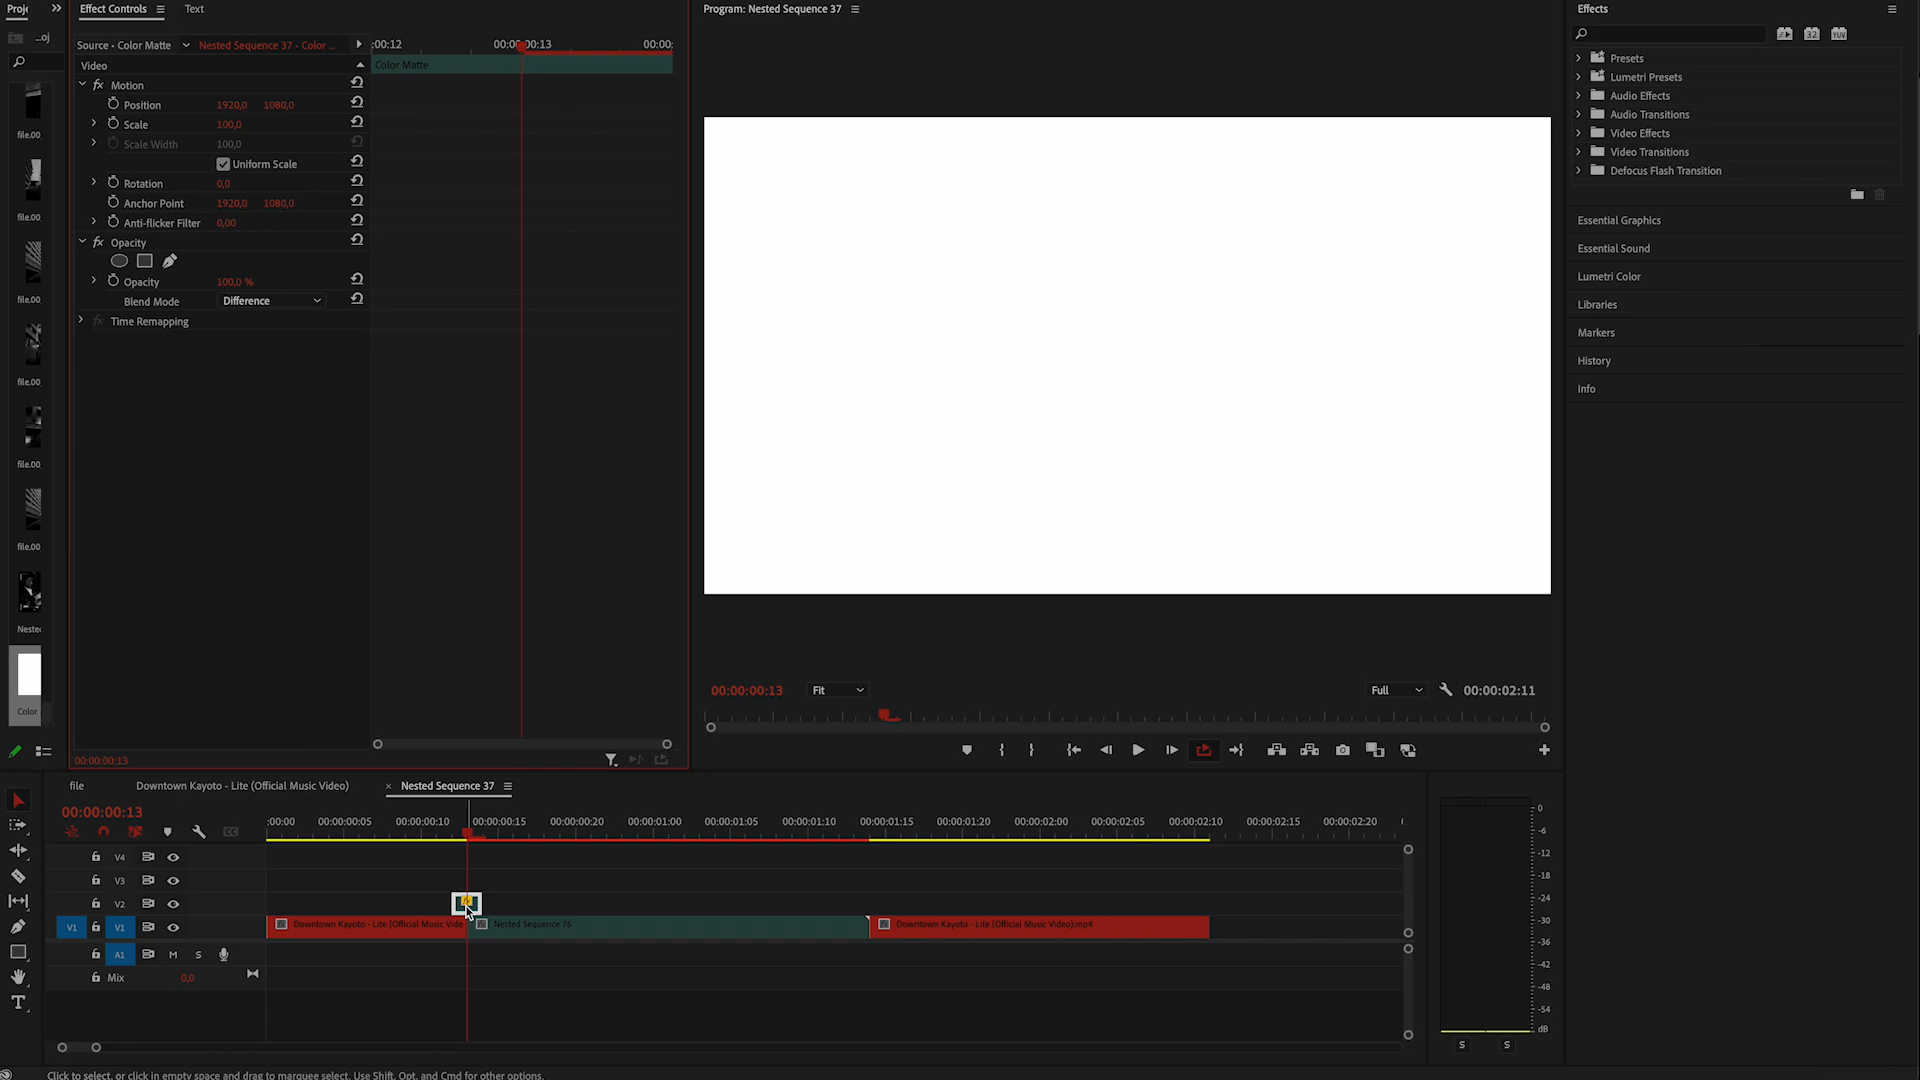 Proje
Effect Controls
Text
Program: Nested Sequence 37
Effects
..oj
Source • Color Matte
Nested Sequence 37 • Color ...
:00:12
00:00:00:13
00:00:
Video
Color Matte
Motion
Position 1920,0 1080,0
Scale 100,0
Scale Width 100,0
Uniform Scale
Rotation 0,0
Anchor Point 1920,0 1080,0
Anti-flicker Filter 0,00
Opacity
Opacity 100,0 %
Blend Mode Difference
Time Remapping
file.00
file.00
file.00
file.00
file.00
file.00
Neste
Color
32
YUV
Presets
Lumetri Presets
Audio Effects
Audio Transitions
Video Effects
Video Transitions
Defocus Flash Transition
Essential Graphics
Essential Sound
Lumetri Color
Libraries
Markers
History
Info
00:00:00:13
Fit
Full
00:00:02:11
00:00:00:13
file
Downtown Kayoto - Lite (Official Music Video)
× Nested Sequence 37
00:00:00:13
:00:00 00:00:00:05 00:00:00:10 00:00:00:15 00:00:00:20 00:00:01:00 00:00:01:05 00:00:01:10 00:00:01:15 00:00:01:20 00:00:02:00 00:00:02:05 00:00:02:10 00:00:02:15 00:00:02:20
CC
V4
V3
V2
V1 V1
Downtown Kayoto - Lite (Official Music Vide
Nested Sequence 76
Downtown Kayoto - Lite (Official Music Video).mp4
A1 M S
Mix 0,0
0
-6
-12
-18
-24
-30
-36
-42
-48
-54
dB
S S
T
Click to select, or click in empty space and drag to marquee select. Use Shift, Opt, and Cmd for other options.